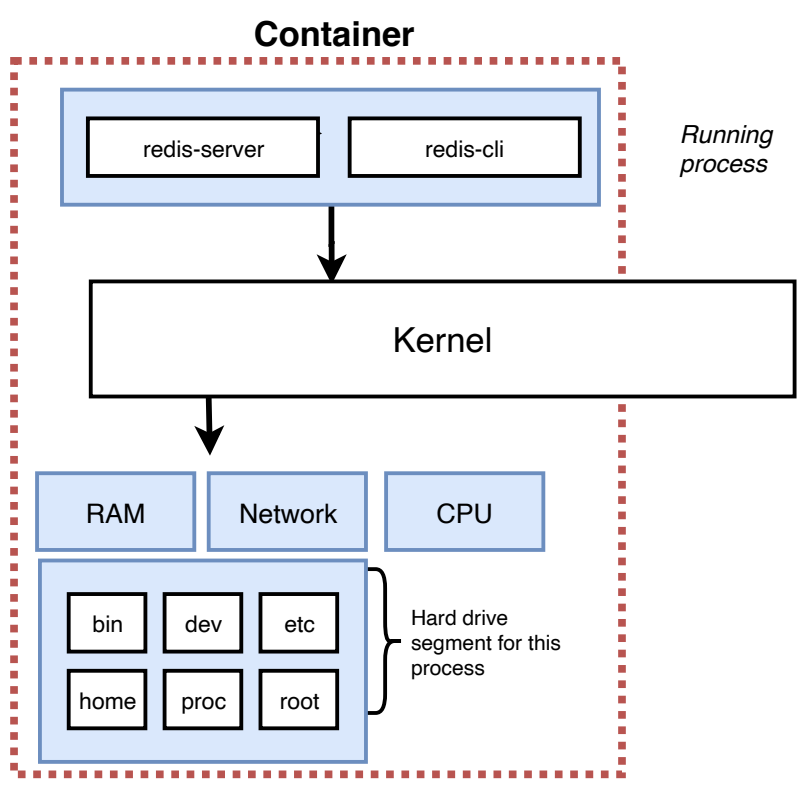 Container
redis-server
redis-cli
Running
process
Kernel
RAM
Network
CPU
bin
dev
etc
home
proc
root
Hard drive
segment for this
process